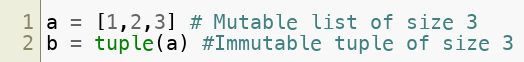 1 a = [1,2,3] # Mutable list of size 3
2 b = tuple(a) #Immutable tuple of size 3